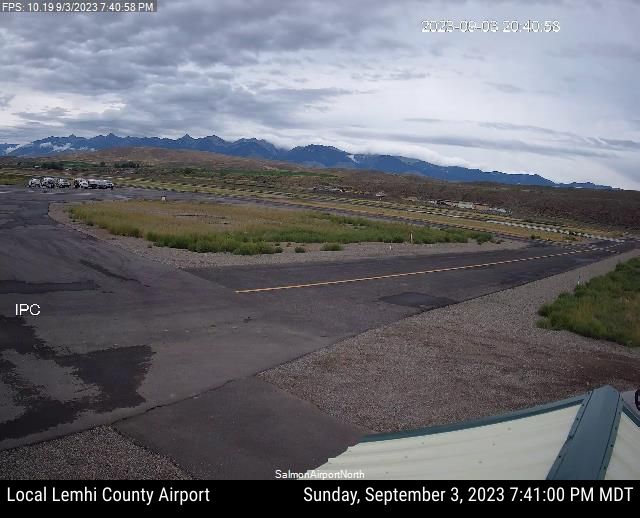 FPS: 10.19 9/3/2023 7:40:58 PM
2023-09-03 20:40:58
IPC
SalmonAirportNorth
Local Lemhi County Airport
Sunday, September 3, 2023 7:41:00 PM MDT